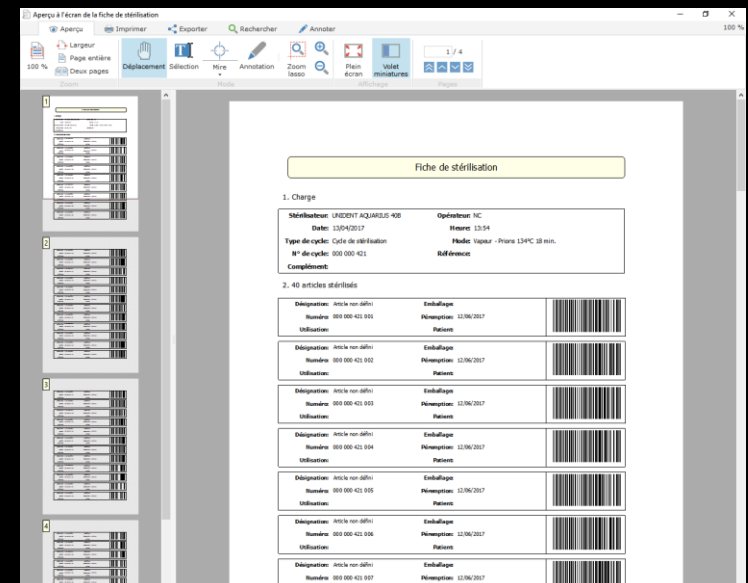 Aperçu à l'écran de la fiche de stérilisation
Aperçu Imprimer Exporter Rechercher Annoter
100 %
Largeur
Page entière
Deux pages
100 %
Déplacement Sélection Mire Annotation
Zoom lasso
Plein écran
Volet miniatures
1 / 4
Zoom Mode Affichage Pages
1
2
3
4
Fiche de stérilisation
1. Charge
Stérilisateur: UNIDENT AQUARIUS 40B Opérateur: NC
Date: 13/04/2017 Heure: 13:54
Type de cycle: Cycle de stérilisation Mode: Vapeur - Prions 134ºC 18 min.
N° de cycle: 000 000 421 Référence:
Complément:
2. 40 articles stérilisés
Désignation: Article non défini Emballage:
Numéro: 000 000 421 001 Péremption: 12/06/2017
Utilisation: Patient:
Désignation: Article non défini Emballage:
Numéro: 000 000 421 002 Péremption: 12/06/2017
Utilisation: Patient:
Désignation: Article non défini Emballage:
Numéro: 000 000 421 003 Péremption: 12/06/2017
Utilisation: Patient:
Désignation: Article non défini Emballage:
Numéro: 000 000 421 004 Péremption: 12/06/2017
Utilisation: Patient:
Désignation: Article non défini Emballage:
Numéro: 000 000 421 005 Péremption: 12/06/2017
Utilisation: Patient:
Désignation: Article non défini Emballage:
Numéro: 000 000 421 006 Péremption: 12/06/2017
Utilisation: Patient:
Désignation: Article non défini Emballage:
Numéro: 000 000 421 007 Péremption: 12/06/2017